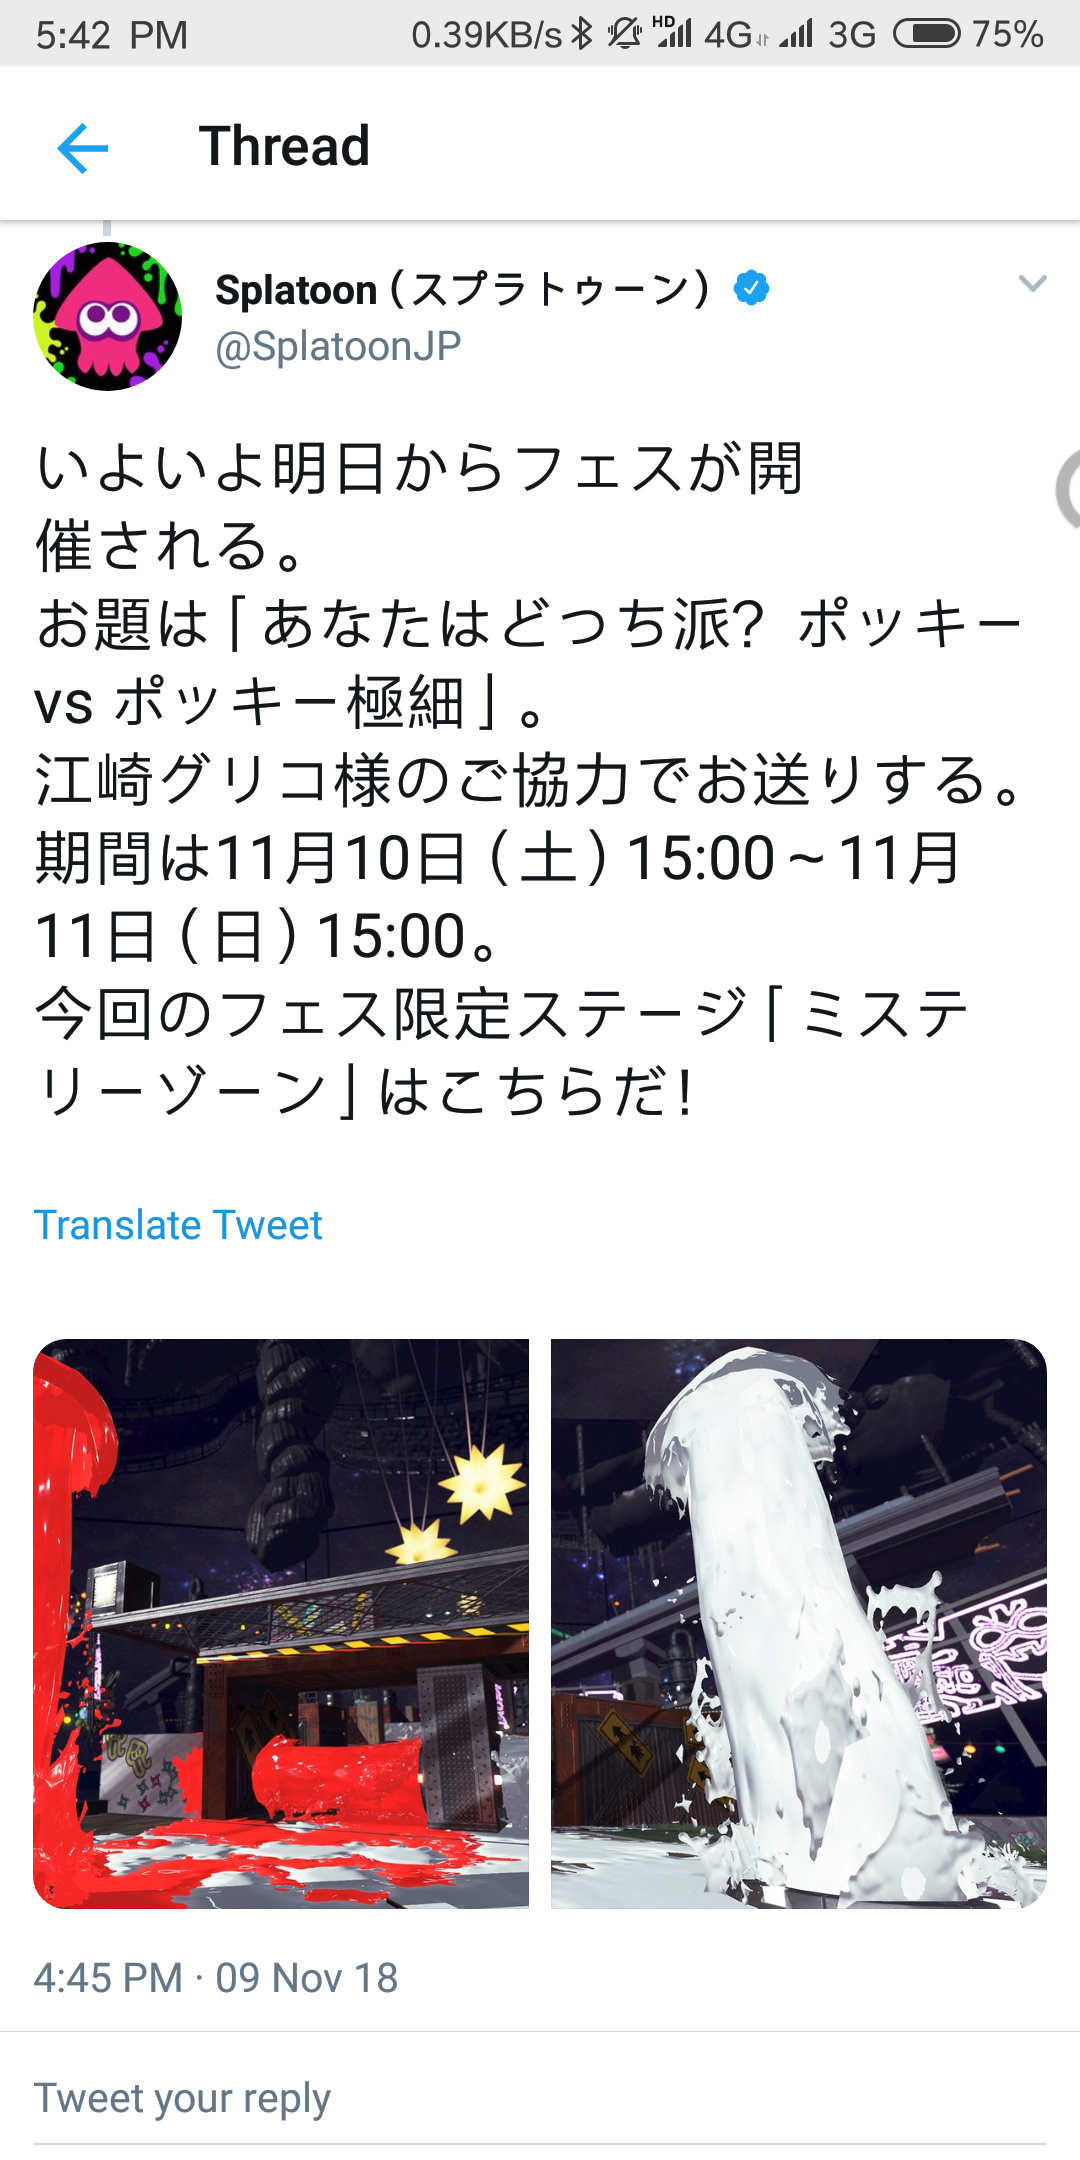 5:42 PM 0.39KB/s HD 4G 3G 75%
Thread
Splatoon(スプラトゥーン)
@SplatoonJP
いよいよ明日からフェスが開
催される。
お題は「あなたはどっち派？ポッキー
vs ポッキー極細」。
江崎グリコ様のご協力でお送りする。
期間は11月10日(土)15:00~11月
11日(日)15:00。
今回のフェス限定ステージ「ミステ
リーゾーン」はこちらだ!
Translate Tweet
4:45 PM · 09 Nov 18
Tweet your reply